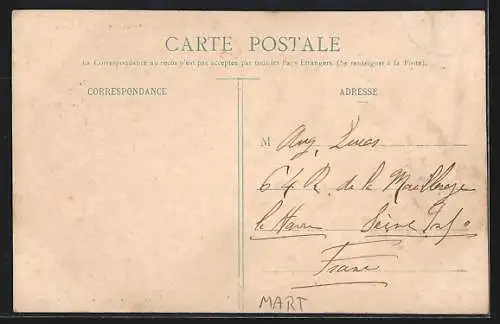 CARTE POSTALE
La Correspondance au recto n'est pas acceptée par tous les Pays Etrangers. (Se renseigner à la Poste).
CORRESPONDANCE
ADRESSE
M Aug. Lucas
64 R. de la Mailleraye
le Havre Seine Infre
France
MART